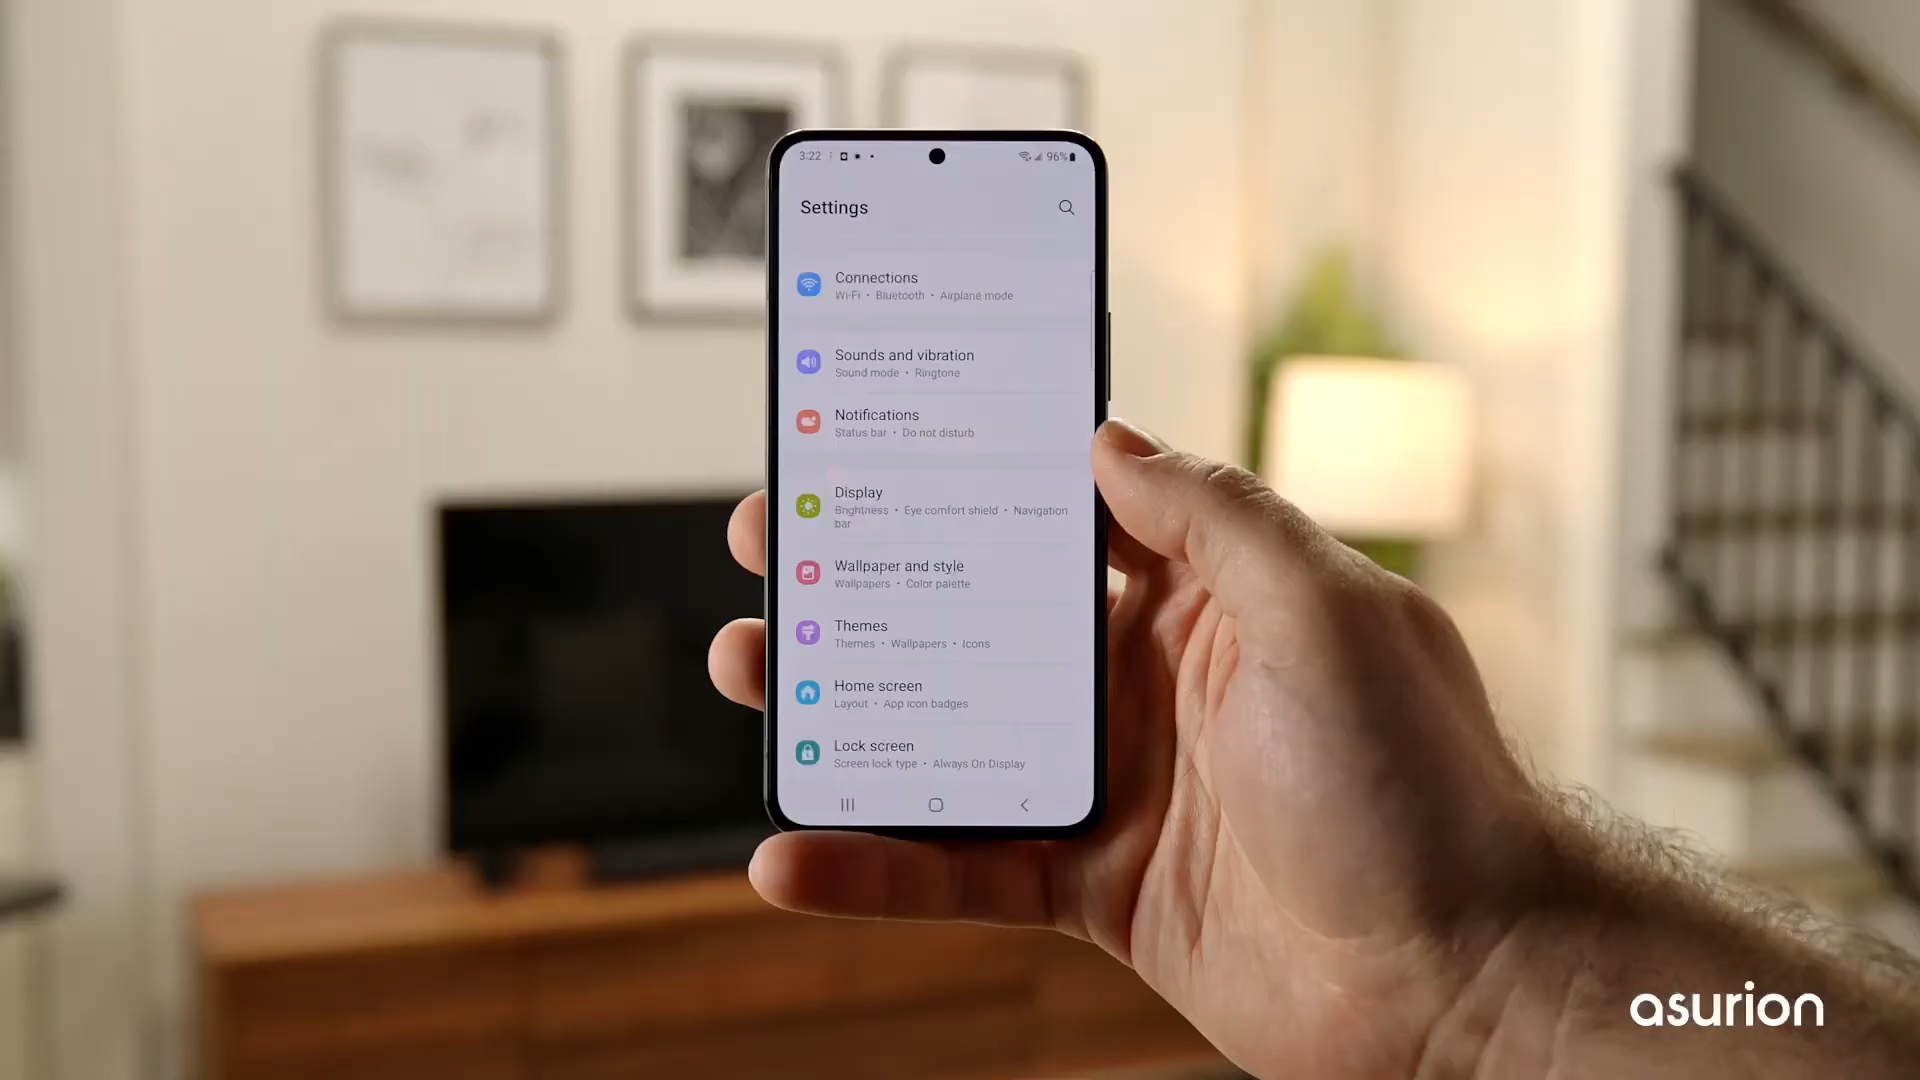 3:22
96%
Settings
Connections
Wi-Fi • Bluetooth • Airplane mode
Sounds and vibration
Sound mode • Ringtone
Notifications
Status bar • Do not disturb
Display
Brightness • Eye comfort shield • Navigation
bar
Wallpaper and style
Wallpapers • Color palette
Themes
Themes • Wallpapers • Icons
Home screen
Layout • App icon badges
Lock screen
Screen lock type • Always On Display
asurion